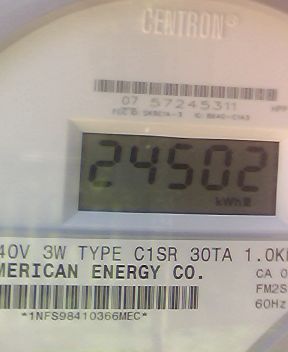 CENTRON®
07 57245311
24502
kWh
40V 3W TYPE C1SR 30TA 1.0K
MERICAN ENERGY CO.
CA 0
FM2S
60Hz
*1NFS98410366MEC*